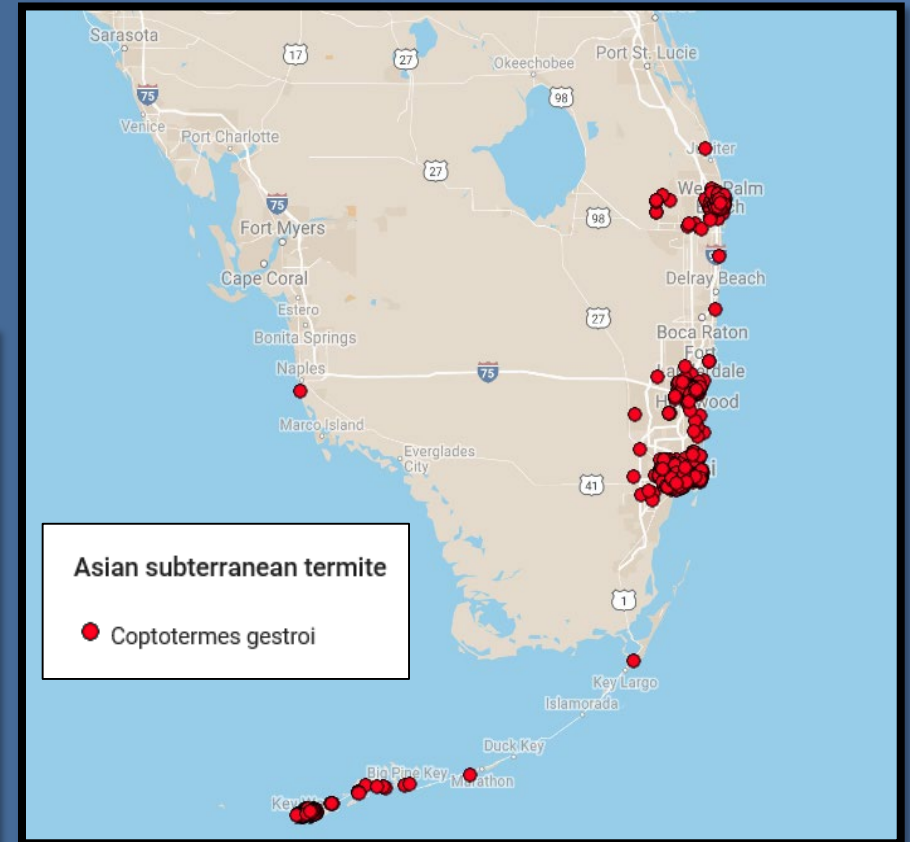 Sarasota
17
27
Port St. Lucie
Okeechobee
98
75
Venice
Port Charlotte
27
75
98
Fort Myers
Cape Coral
Delray Beach
Estero
27
Boca Raton
Bonita Springs
Fort
Naples
75
Marco Island
Everglades
City
41
1
Asian subterranean termite
Coptotermes gestroi
Key Largo
Islamorada
Duck Key
Big Pine Key
Marathon